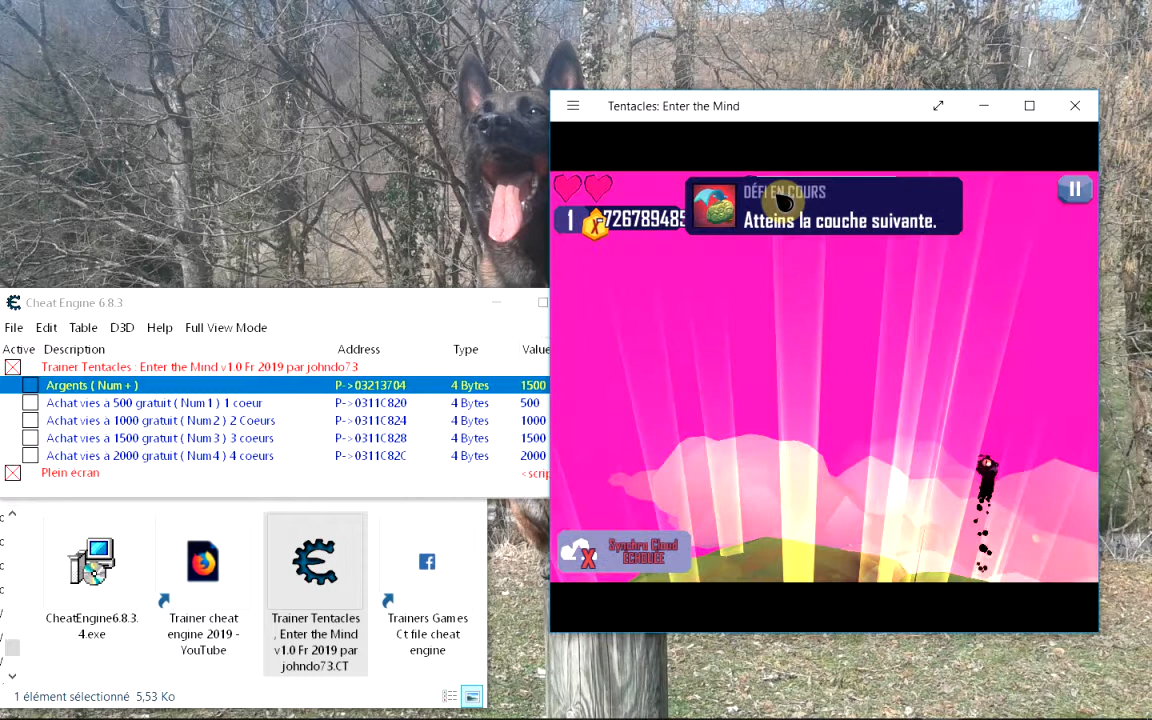 Tentacles: Enter the Mind
DÉFI EN COURS
Atteins la couche suivante.
1
726789485
Synchro Cloud
ÉCHOUÉE
Cheat Engine 6.8.3
File Edit Table D3D Help Full View Mode
Active Description Address Type Value
Trainer Tentacles : Enter the Mind v1.0 Fr 2019 par johndo73
Argents ( Num + ) P->03213704 4 Bytes 1500
Achat vies a 500 gratuit ( Num 1 ) 1 coeur P->0311C820 4 Bytes 500
Achat vies a 1000 gratuit ( Num 2 ) 2 Coeurs P->0311C824 4 Bytes 1000
Achat vies a 1500 gratuit ( Num 3 ) 3 coeurs P->0311C828 4 Bytes 1500
Achat vies a 2000 gratuit ( Num 4 ) 4 coeurs P->0311C82C 4 Bytes 2000
Plein ecran <scrip
CheatEngine6.8.3.
4.exe
Trainer cheat
engine 2019 -
YouTube
Trainer Tentacles
, Enter the Mind
v1.0 Fr 2019 par
johndo73.CT
Trainers Games
Ct file cheat
engine
1 élément sélectionné 5,53 Ko